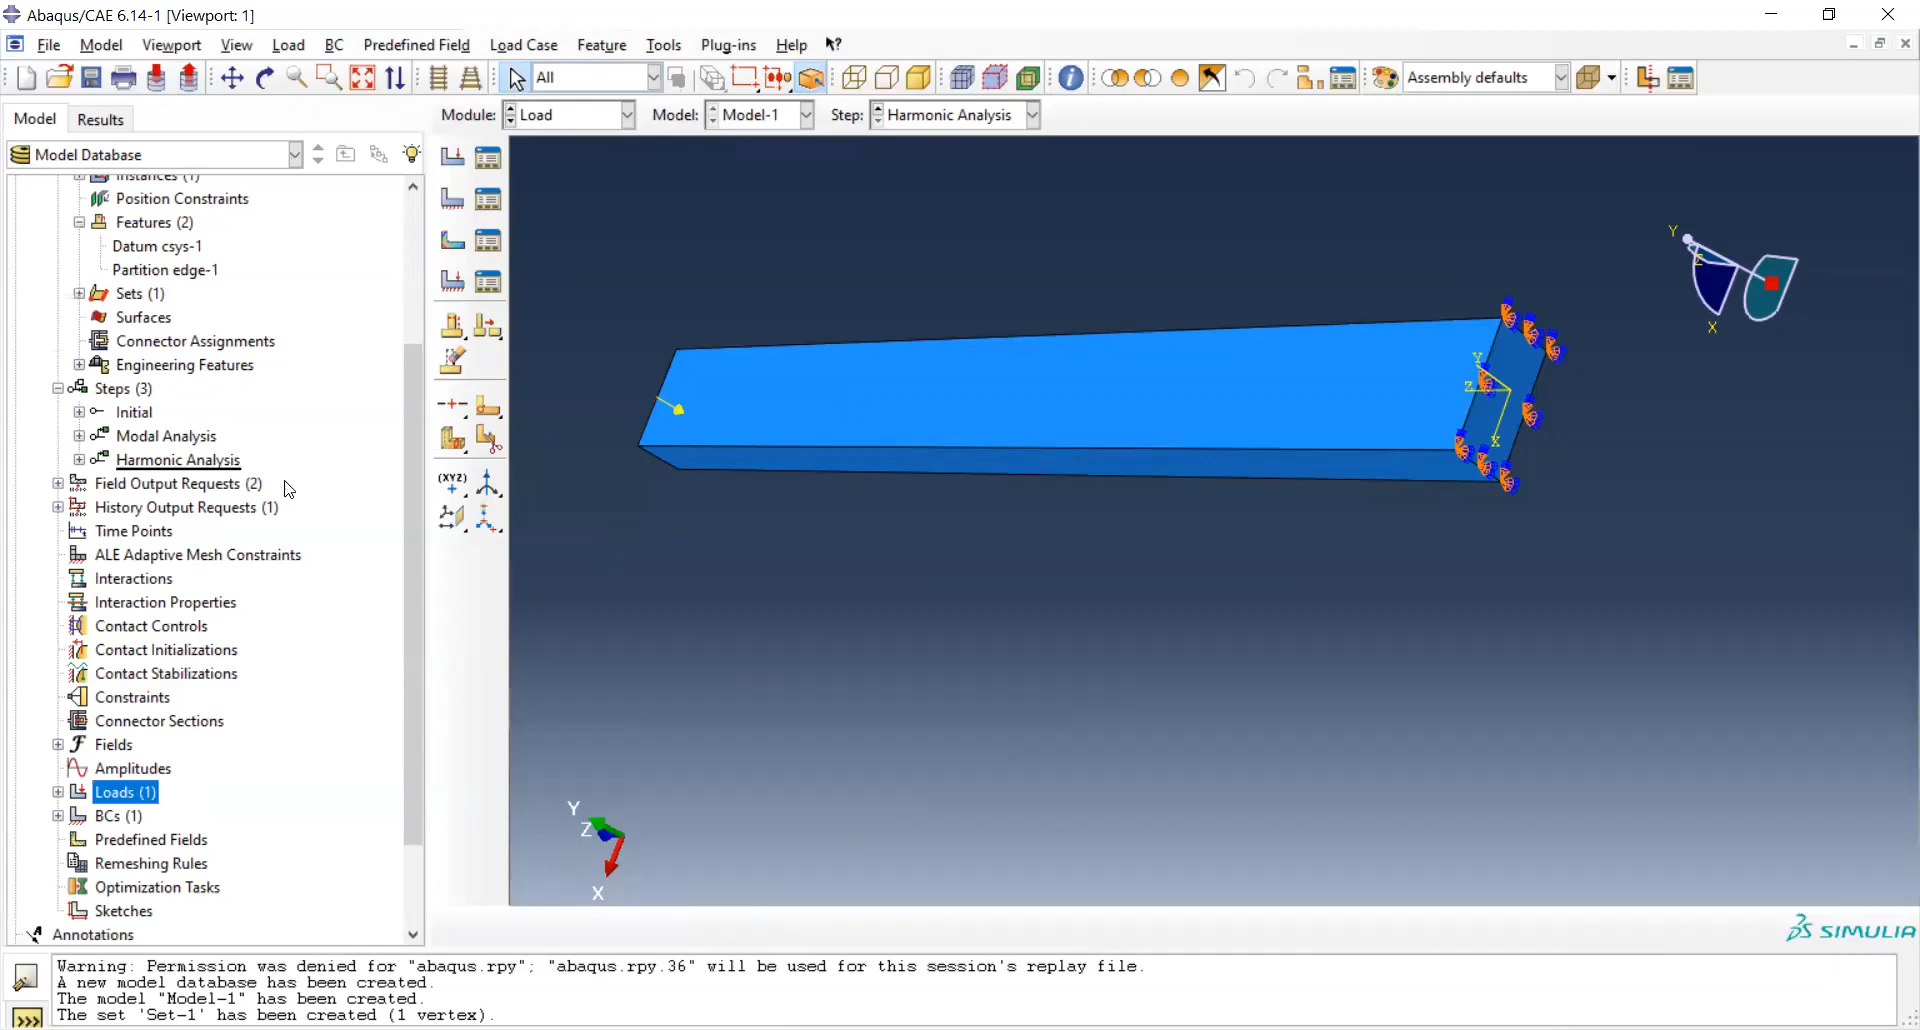 Abaqus/CAE 6.14-1 [Viewport: 1]
File Model Viewport View Load BC Predefined Field Load Case Feature Tools Plug-ins Help
All
Assembly defaults
Model Results
Module: Load Model: Model-1 Step: Harmonic Analysis
Model Database
Instances (1)
Position Constraints
Features (2)
Datum csys-1
Partition edge-1
Sets (1)
Surfaces
Connector Assignments
Engineering Features
Steps (3)
Initial
Modal Analysis
Harmonic Analysis
Field Output Requests (2)
History Output Requests (1)
Time Points
ALE Adaptive Mesh Constraints
Interactions
Interaction Properties
Contact Controls
Contact Initializations
Contact Stabilizations
Constraints
Connector Sections
Fields
Amplitudes
Loads (1)
BCs (1)
Predefined Fields
Remeshing Rules
Optimization Tasks
Sketches
Annotations
(XYZ)
Y
Z
X
Y
Z
X
Y
Z
X
SIMULIA
Warning: Permission was denied for "abaqus.rpy"; "abaqus.rpy.36" will be used for this session's replay file.
A new model database has been created.
The model "Model-1" has been created.
The set 'Set-1' has been created (1 vertex).
>>>